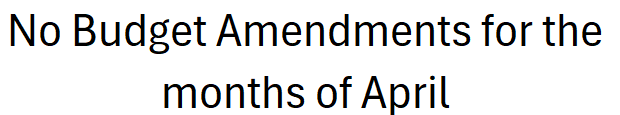 No Budget Amendments for the
months of April